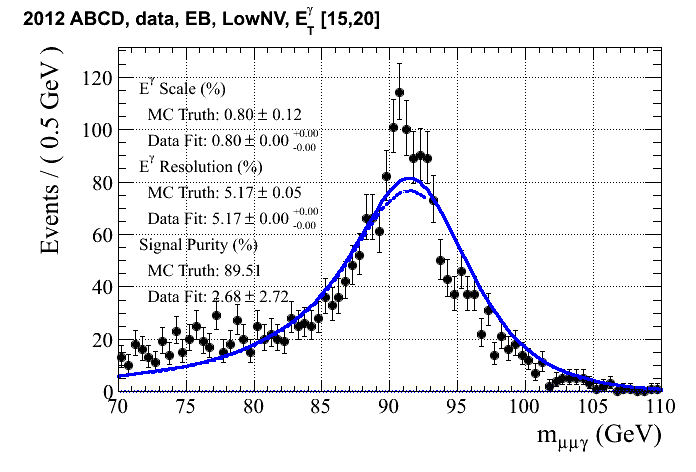 2012 ABCD, data, EB, LowNV, E_T^γ [15,20]
Events / ( 0.5 GeV )
120
100
80
60
40
20
0
E^γ Scale (%)
MC Truth: 0.80 ± 0.12
Data Fit: 0.80 ± 0.00 +0.00 -0.00
E^γ Resolution (%)
MC Truth: 5.17 ± 0.05
Data Fit: 5.17 ± 0.00 +0.00 -0.00
Signal Purity (%)
MC Truth: 89.51
Data Fit: 2.68 ± 2.72
70 75 80 85 90 95 100 105 110
m_μμγ (GeV)